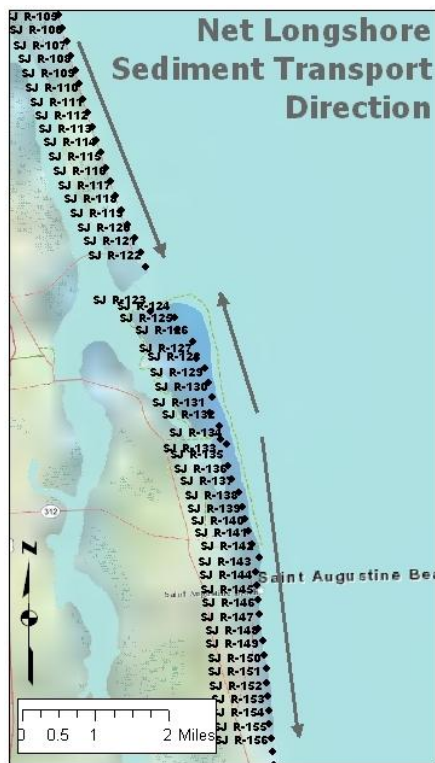 Net Longshore
Sediment Transport
Direction
SJ R-105
SJ R-106
SJ R-107
SJ R-108
SJ R-109
SJ R-110
SJ R-111
SJ R-112
SJ R-113
SJ R-114
SJ R-115
SJ R-116
SJ R-117
SJ R-118
SJ R-119
SJ R-120
SJ R-121
SJ R-122
SJ R-123
SJ R-124
SJ R-125
SJ R-126
SJ R-127
SJ R-128
SJ R-129
SJ R-130
SJ R-131
SJ R-132
SJ R-134
SJ R-133
SJ R-135
SJ R-136
SJ R-137
SJ R-138
SJ R-139
SJ R-140
SJ R-141
SJ R-142
SJ R-143
SJ R-144
Saint Augustine Bea
SJ R-145
SJ R-146
SJ R-147
SJ R-148
SJ R-149
SJ R-150
SJ R-151
SJ R-152
SJ R-153
SJ R-154
SJ R-155
SJ R-156
312
N
0 0.5 1 2 Miles